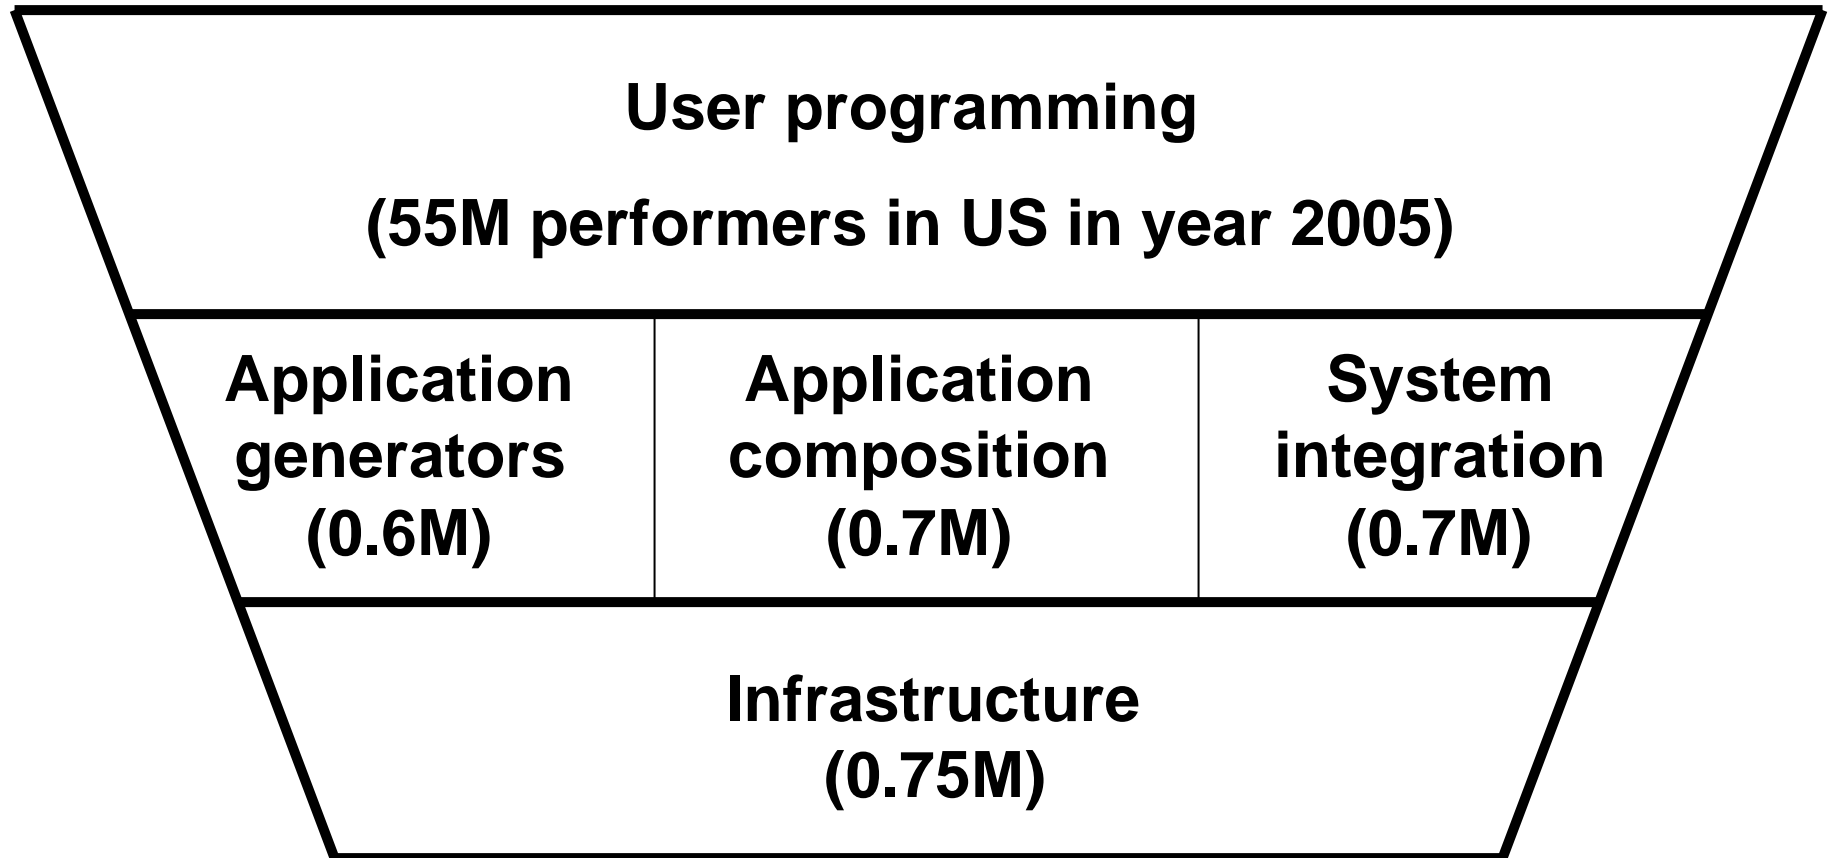 User programming
(55M performers in US in year 2005)
Application
generators
(0.6M)
Application
composition
(0.7M)
System
integration
(0.7M)
Infrastructure
(0.75M)